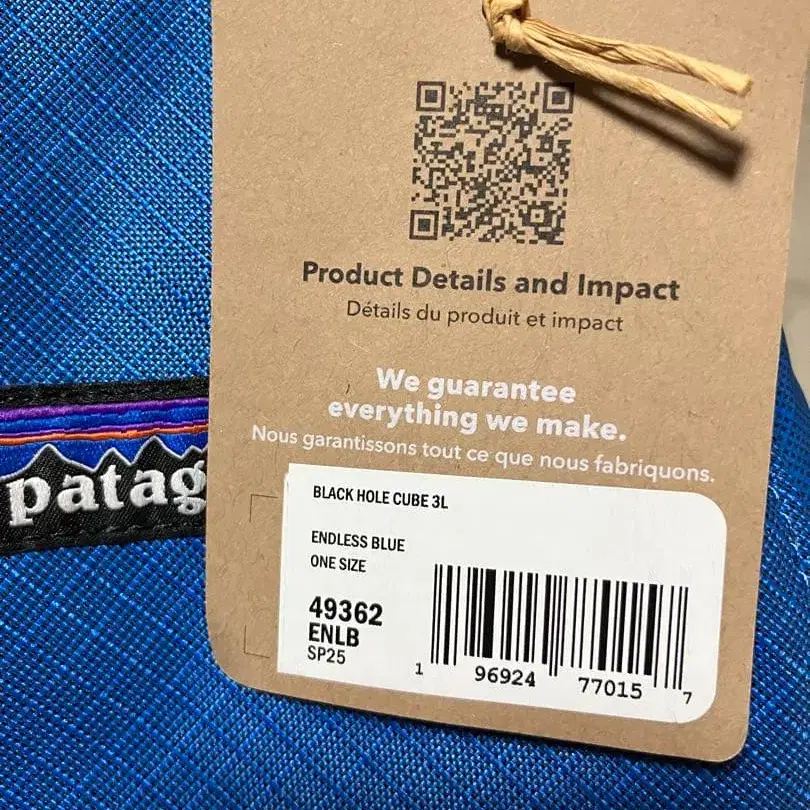 Product Details and Impact
Détails du produit et impact
We guarantee
everything we make.
Nous garantissons tout ce que nous fabriquons.
patag
BLACK HOLE CUBE 3L
ENDLESS BLUE
ONE SIZE
49362
ENLB
SP25
1 96924 77015 7